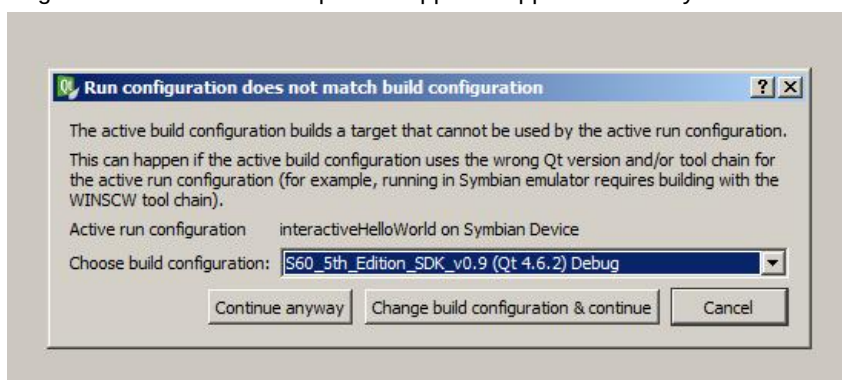 Run configuration does not match build configuration
The active build configuration builds a target that cannot be used by the active run configuration.
This can happen if the active build configuration uses the wrong Qt version and/or tool chain for
the active run configuration (for example, running in Symbian emulator requires building with the
WINSCW tool chain).
Active run configuration interactiveHelloWorld on Symbian Device
Choose build configuration: S60_5th_Edition_SDK_v0.9 (Qt 4.6.2) Debug
Continue anyway Change build configuration & continue Cancel